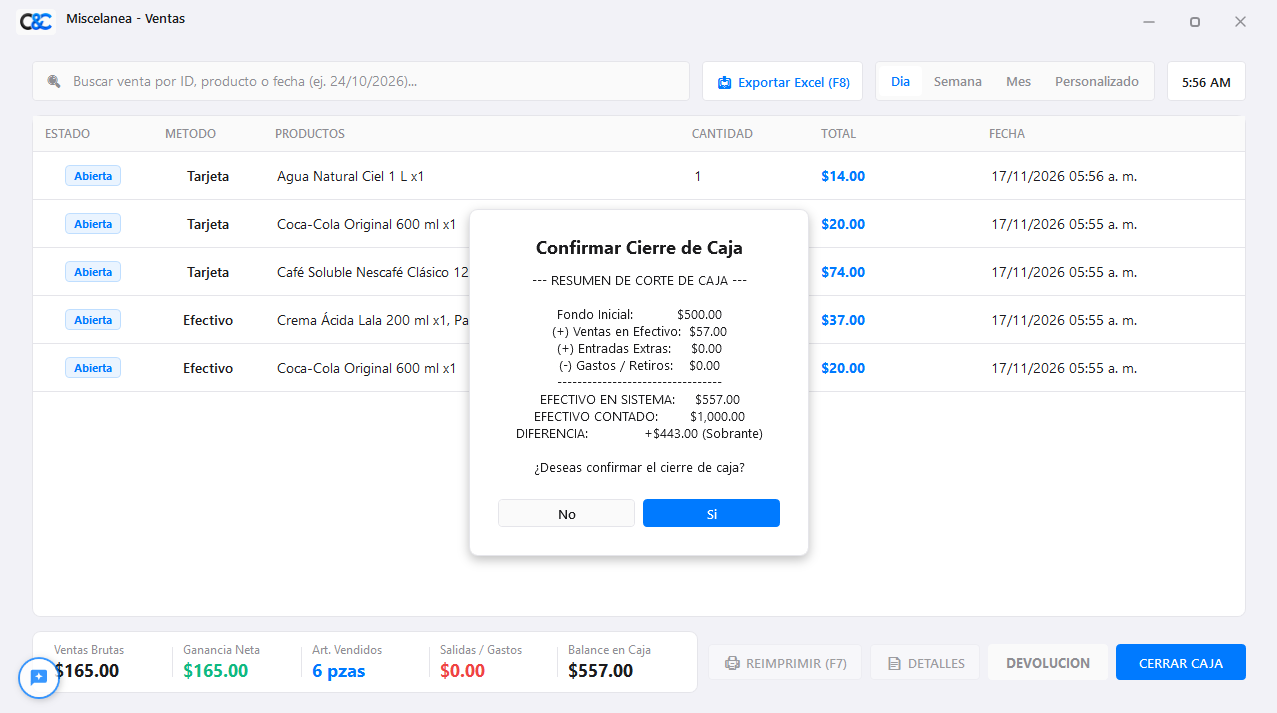 C&C Miscelanea - Ventas
Buscar venta por ID, producto o fecha (ej. 24/10/2026)...
Exportar Excel (F8)
Dia Semana Mes Personalizado
5:56 AM
ESTADO METODO PRODUCTOS CANTIDAD TOTAL FECHA
Abierta Tarjeta Agua Natural Ciel 1 L x1 1 $14.00 17/11/2026 05:56 a. m.
Abierta Tarjeta Coca-Cola Original 600 ml x1 $20.00 17/11/2026 05:55 a. m.
Abierta Tarjeta Café Soluble Nescafé Clásico 12 $74.00 17/11/2026 05:55 a. m.
Abierta Efectivo Crema Ácida Lala 200 ml x1, Pa $37.00 17/11/2026 05:55 a. m.
Abierta Efectivo Coca-Cola Original 600 ml x1 $20.00 17/11/2026 05:55 a. m.
Confirmar Cierre de Caja
--- RESUMEN DE CORTE DE CAJA ---
Fondo Inicial: $500.00
(+) Ventas en Efectivo: $57.00
(+) Entradas Extras: $0.00
(-) Gastos / Retiros: $0.00
---------------------------------
EFECTIVO EN SISTEMA: $557.00
EFECTIVO CONTADO: $1,000.00
DIFERENCIA: +$443.00 (Sobrante)
¿Deseas confirmar el cierre de caja?
No Si
Ventas Brutas Ganancia Neta Art. Vendidos Salidas / Gastos Balance en Caja
$165.00 $165.00 6 pzas $0.00 $557.00
REIMPRIMIR (F7) DETALLES DEVOLUCION CERRAR CAJA